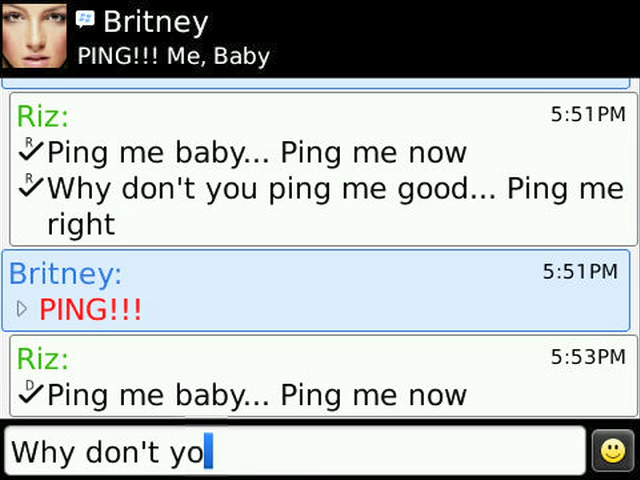 Britney
PING!!! Me, Baby
Riz: 5:51PM
R Ping me baby... Ping me now
R Why don't you ping me good... Ping me
right
Britney: 5:51PM
PING!!!
Riz: 5:53PM
D Ping me baby... Ping me now
Why don't yo